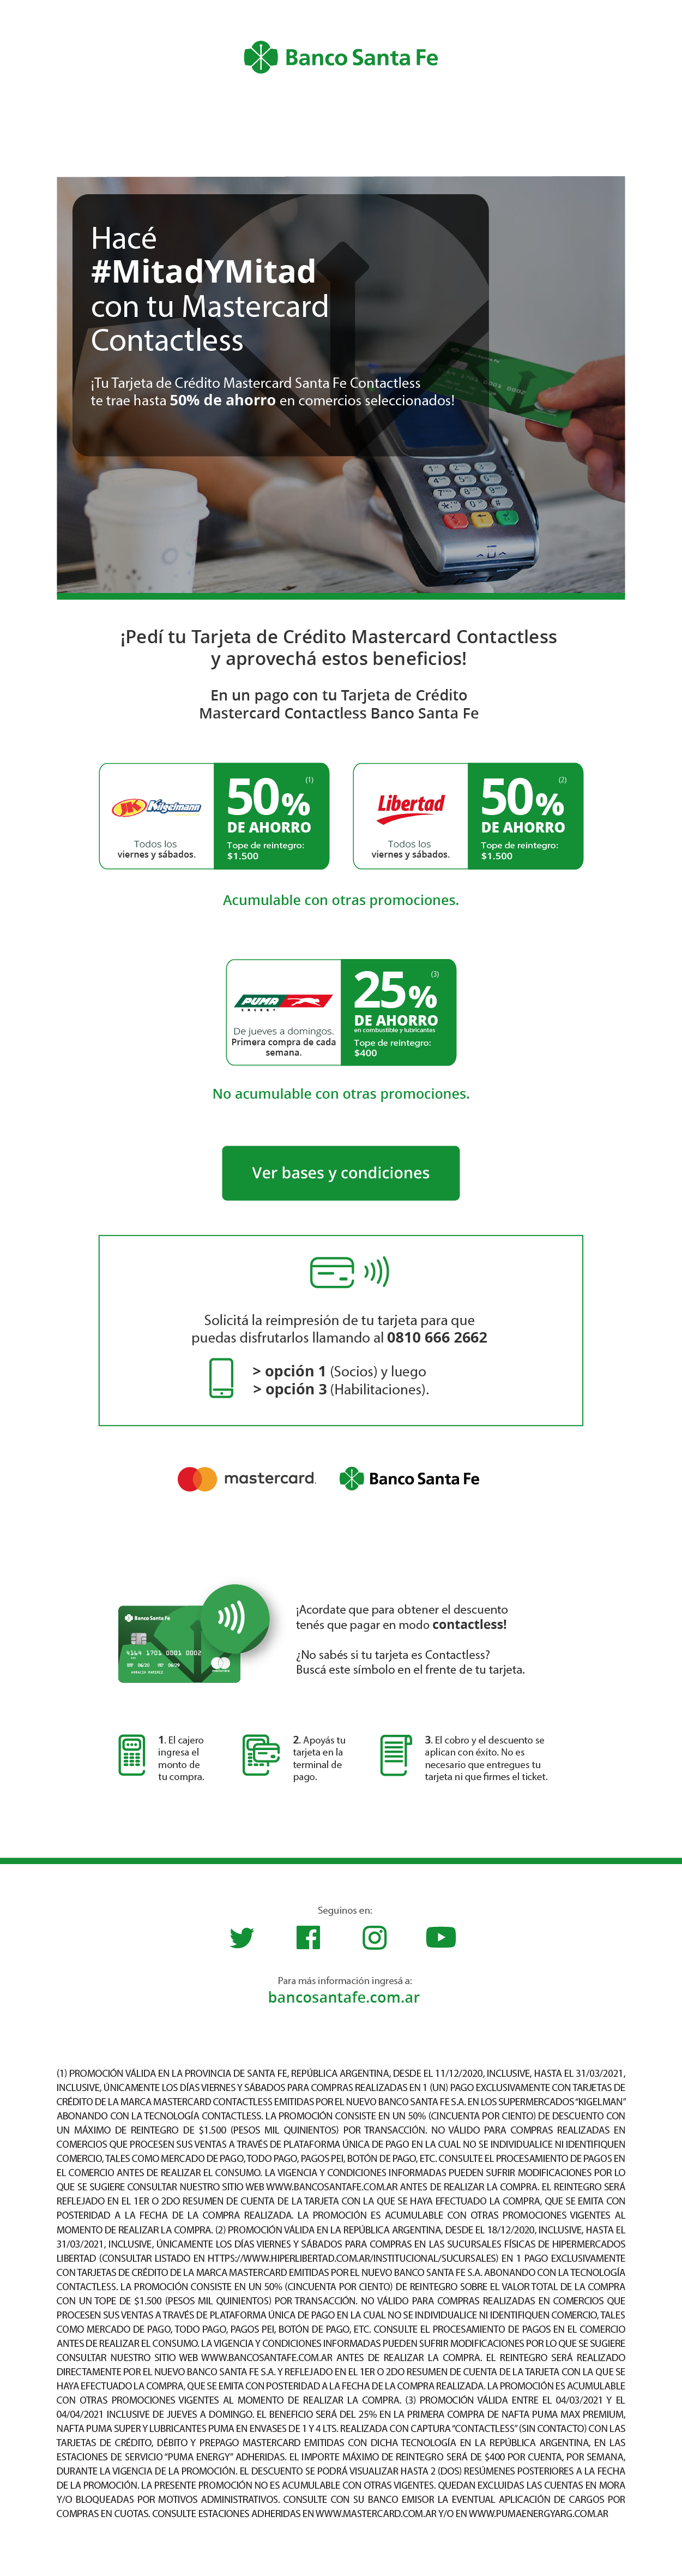 Banco Santa Fe
Hacé
#MitadYMitad
con tu Mastercard
Contactless
¡Tu Tarjeta de Crédito Mastercard Santa Fe Contactless
te trae hasta 50% de ahorro en comercios seleccionados!
¡Pedí tu Tarjeta de Crédito Mastercard Contactless
y aprovechá estos beneficios!
En un pago con tu Tarjeta de Crédito
Mastercard Contactless Banco Santa Fe
JK Kilgelmann
Todos los
viernes y sábados.
50% (1)
DE AHORRO
Tope de reintegro:
$1.500
Libertad
Todos los
viernes y sábados.
50% (2)
DE AHORRO
Tope de reintegro:
$1.500
Acumulable con otras promociones.
PUMA
ENERGY
De jueves a domingos.
Primera compra de cada
semana.
25% (3)
DE AHORRO
en combustible y lubricantes
Tope de reintegro:
$400
No acumulable con otras promociones.
Ver bases y condiciones
Solicitá la reimpresión de tu tarjeta para que
puedas disfrutarlos llamando al 0810 666 2662
> opción 1 (Socios) y luego
> opción 3 (Habilitaciones).
mastercard. Banco Santa Fe
Banco Santa Fe
4164 1701 0001 0002
¡Acordate que para obtener el descuento
tenés que pagar en modo contactless!
¿No sabés si tu tarjeta es Contactless?
Buscá este símbolo en el frente de tu tarjeta.
1. El cajero
ingresa el
monto de
tu compra.
2. Apoyás tu
tarjeta en la
terminal de
pago.
3. El cobro y el descuento se
aplican con éxito. No es
necesario que entregues tu
tarjeta ni que firmes el ticket.
Seguinos en:
Para más información ingresá a:
bancosantafe.com.ar
(1) PROMOCIÓN VÁLIDA EN LA PROVINCIA DE SANTA FE, REPÚBLICA ARGENTINA, DESDE EL 11/12/2020, INCLUSIVE, HASTA EL 31/03/2021,
INCLUSIVE, ÚNICAMENTE LOS DÍAS VIERNES Y SÁBADOS PARA COMPRAS REALIZADAS EN 1 (UN) PAGO EXCLUSIVAMENTE CON TARJETAS DE
CRÉDITO DE LA MARCA MASTERCARD CONTACTLESS EMITIDAS POR EL NUEVO BANCO SANTA FE S.A. EN LOS SUPERMERCADOS "KIGELMAN"
ABONANDO CON LA TECNOLOGÍA CONTACTLESS. LA PROMOCIÓN CONSISTE EN UN 50% (CINCUENTA POR CIENTO) DE DESCUENTO CON
UN MÁXIMO DE REINTEGRO DE $1.500 (PESOS MIL QUINIENTOS) POR TRANSACCIÓN. NO VÁLIDO PARA COMPRAS REALIZADAS EN
COMERCIOS QUE PROCESEN SUS VENTAS A TRAVÉS DE PLATAFORMA ÚNICA DE PAGO EN LA CUAL NO SE INDIVIDUALICE NI IDENTIFIQUEN
COMERCIO, TALES COMO MERCADO DE PAGO, TODO PAGO, PAGOS PEI, BOTÓN DE PAGO, ETC. CONSULTE EL PROCESAMIENTO DE PAGOS EN
EL COMERCIO ANTES DE REALIZAR EL CONSUMO. LA VIGENCIA Y CONDICIONES INFORMADAS PUEDEN SUFRIR MODIFICACIONES POR LO
QUE SE SUGIERE CONSULTAR NUESTRO SITIO WEB WWW.BANCOSANTAFE.COM.AR ANTES DE REALIZAR LA COMPRA. EL REINTEGRO SERÁ
REFLEJADO EN EL 1ER O 2DO RESUMEN DE CUENTA DE LA TARJETA CON LA QUE SE HAYA EFECTUADO LA COMPRA, QUE SE EMITA CON
POSTERIDAD A LA FECHA DE LA COMPRA REALIZADA. LA PROMOCIÓN ES ACUMULABLE CON OTRAS PROMOCIONES VIGENTES AL
MOMENTO DE REALIZAR LA COMPRA. (2) PROMOCIÓN VÁLIDA EN LA REPÚBLICA ARGENTINA, DESDE EL 18/12/2020, INCLUSIVE, HASTA EL
31/03/2021, INCLUSIVE, ÚNICAMENTE LOS DÍAS VIERNES Y SÁBADOS PARA COMPRAS EN LAS SUCURSALES FÍSICAS DE HIPERMERCADOS
LIBERTAD (CONSULTAR LISTADO EN HTTPS://WWW.HIPERLIBERTAD.COM.AR/INSTITUCIONAL/SUCURSALES) EN 1 PAGO EXCLUSIVAMENTE
CON TARJETAS DE CRÉDITO DE LA MARCA MASTERCARD EMITIDAS POR EL NUEVO BANCO SANTA FE S.A. ABONANDO CON LA TECNOLOGÍA
CONTACTLESS. LA PROMOCIÓN CONSISTE EN UN 50% (CINCUENTA POR CIENTO) DE REINTEGRO SOBRE EL VALOR TOTAL DE LA COMPRA
CON UN TOPE DE $1.500 (PESOS MIL QUINIENTOS) POR TRANSACCIÓN. NO VÁLIDO PARA COMPRAS REALIZADAS EN COMERCIOS QUE
PROCESEN SUS VENTAS A TRAVÉS DE PLATAFORMA ÚNICA DE PAGO EN LA CUAL NO SE INDIVIDUALICE NI IDENTIFIQUEN COMERCIO, TALES
COMO MERCADO DE PAGO, TODO PAGO, PAGOS PEI, BOTÓN DE PAGO, ETC. CONSULTE EL PROCESAMIENTO DE PAGOS EN EL COMERCIO
ANTES DE REALIZAR EL CONSUMO. LA VIGENCIA Y CONDICIONES INFORMADAS PUEDEN SUFRIR MODIFICACIONES POR LO QUE SE SUGIERE
CONSULTAR NUESTRO SITIO WEB WWW.BANCOSANTAFE.COM.AR ANTES DE REALIZAR LA COMPRA. EL REINTEGRO SERÁ REALIZADO
DIRECTAMENTE POR EL NUEVO BANCO SANTA FE S.A. Y REFLEJADO EN EL 1ER O 2DO RESUMEN DE CUENTA DE LA TARJETA CON LA QUE SE
HAYA EFECTUADO LA COMPRA, QUE SE EMITA CON POSTERIDAD A LA FECHA DE LA COMPRA REALIZADA. LA PROMOCIÓN ES ACUMULABLE
CON OTRAS PROMOCIONES VIGENTES AL MOMENTO DE REALIZAR LA COMPRA. (3) PROMOCIÓN VÁLIDA ENTRE EL 04/03/2021 Y EL
04/04/2021 INCLUSIVE DE JUEVES A DOMINGO. EL BENEFICIO SERÁ DEL 25% EN LA PRIMERA COMPRA DE NAFTA PUMA MAX PREMIUM,
NAFTA PUMA SUPER Y LUBRICANTES PUMA EN ENVASES DE 1 Y 4 LTS. REALIZADA CON CAPTURA "CONTACTLESS" (SIN CONTACTO) CON LAS
TARJETAS DE CRÉDITO, DÉBITO Y PREPAGO MASTERCARD EMITIDAS CON DICHA TECNOLOGÍA EN LA REPÚBLICA ARGENTINA, EN LAS
ESTACIONES DE SERVICIO "PUMA ENERGY" ADHERIDAS. EL IMPORTE MÁXIMO DE REINTEGRO SERÁ DE $400 POR CUENTA, POR SEMANA,
DURANTE LA VIGENCIA DE LA PROMOCIÓN. EL DESCUENTO SE PODRÁ VISUALIZAR HASTA 2 (DOS) RESÚMENES POSTERIORES A LA FECHA
DE LA PROMOCIÓN. LA PRESENTE PROMOCIÓN NO ES ACUMULABLE CON OTRAS VIGENTES. QUEDAN EXCLUIDAS LAS CUENTAS EN MORA
Y/O BLOQUEADAS POR MOTIVOS ADMINISTRATIVOS. CONSULTE CON SU BANCO EMISOR LA EVENTUAL APLICACIÓN DE CARGOS POR
COMPRAS EN CUOTAS. CONSULTE ESTACIONES ADHERIDAS EN WWW.MASTERCARD.COM.AR Y/O EN WWW.PUMAENERGYARG.COM.AR